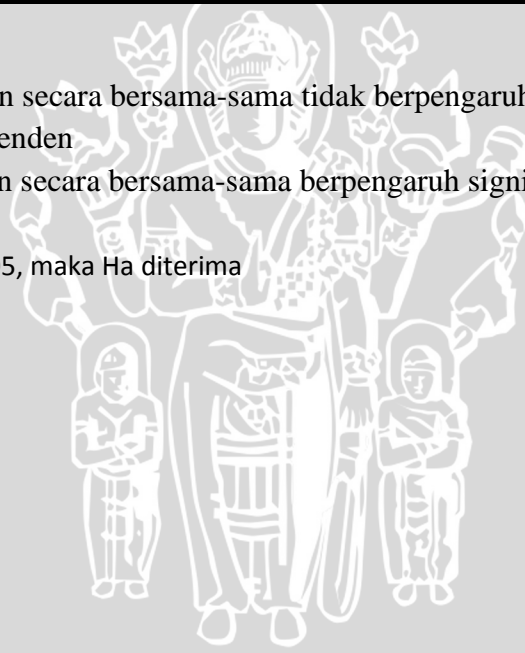 n secara bersama-sama tidak berpengaruh
enden
n secara bersama-sama berpengaruh signi
5, maka Ha diterima